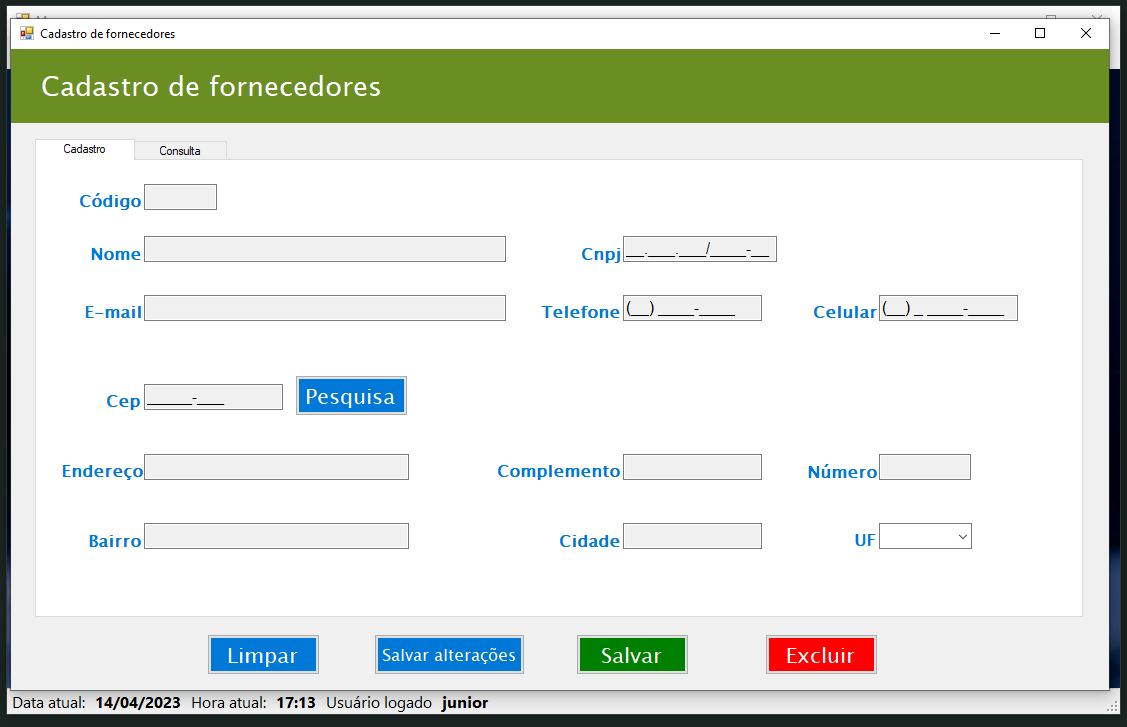 Cadastro de fornecedores
Cadastro de fornecedores
Cadastro Consulta
Código
Nome Cnpj __.___.___/____-__
E-mail Telefone (__) ____-____ Celular (__) _ ____-____
Cep _____-___ Pesquisa
Endereço Complemento Número
Bairro Cidade UF
Limpar Salvar alterações Salvar Excluir
Data atual: 14/04/2023 Hora atual: 17:13 Usuário logado junior